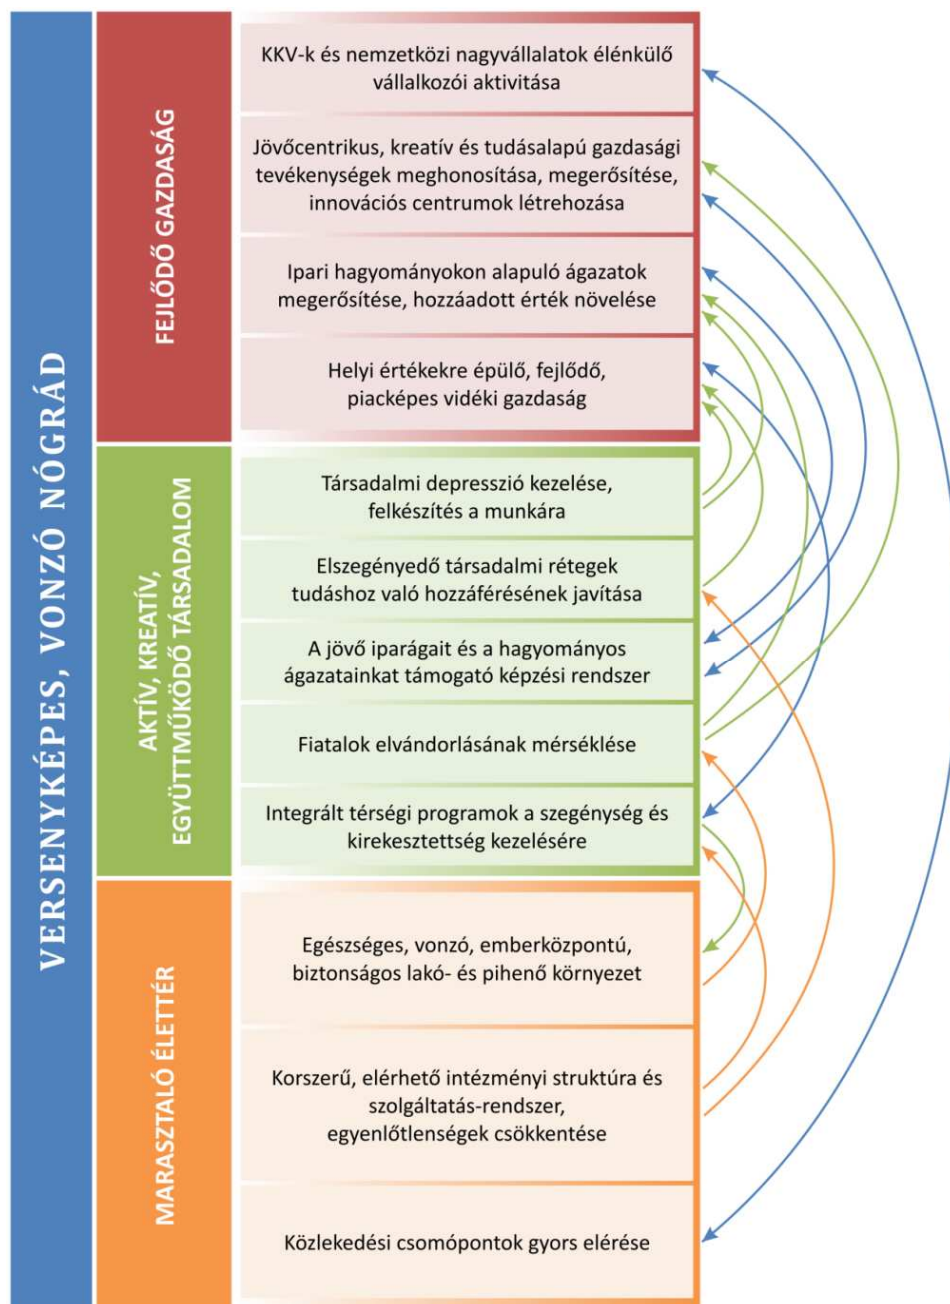 VERSENYKÉPES, VONZÓ NÓGRÁD
FEJLŐDŐ GAZDASÁG
KKV-k és nemzetközi nagyvállalatok élénkülő
vállalkozói aktivitása
Jövőcentrikus, kreatív és tudásalapú gazdasági
tevékenységek meghonosítása, megerősítése,
innovációs centrumok létrehozása
Ipari hagyományokon alapuló ágazatok
megerősítése, hozzáadott érték növelése
Helyi értékekre épülő, fejlődő,
piacképes vidéki gazdaság
AKTÍV, KREATÍV,
EGYÜTTMŰKÖDŐ TÁRSADALOM
Társadalmi depresszió kezelése,
felkészítés a munkára
Elszegényedő társadalmi rétegek
tudáshoz való hozzáférésének javítása
A jövő iparágait és a hagyományos
ágazatainkat támogató képzési rendszer
Fiatalok elvándorlásának mérséklése
Integrált térségi programok a szegénység és
kirekesztettség kezelésére
MARASZTALÓ ÉLETTÉR
Egészséges, vonzó, emberközpontú,
biztonságos lakó- és pihenő környezet
Korszerű, elérhető intézményi struktúra és
szolgáltatás-rendszer,
egyenlőtlenségek csökkentése
Közlekedési csomópontok gyors elérése